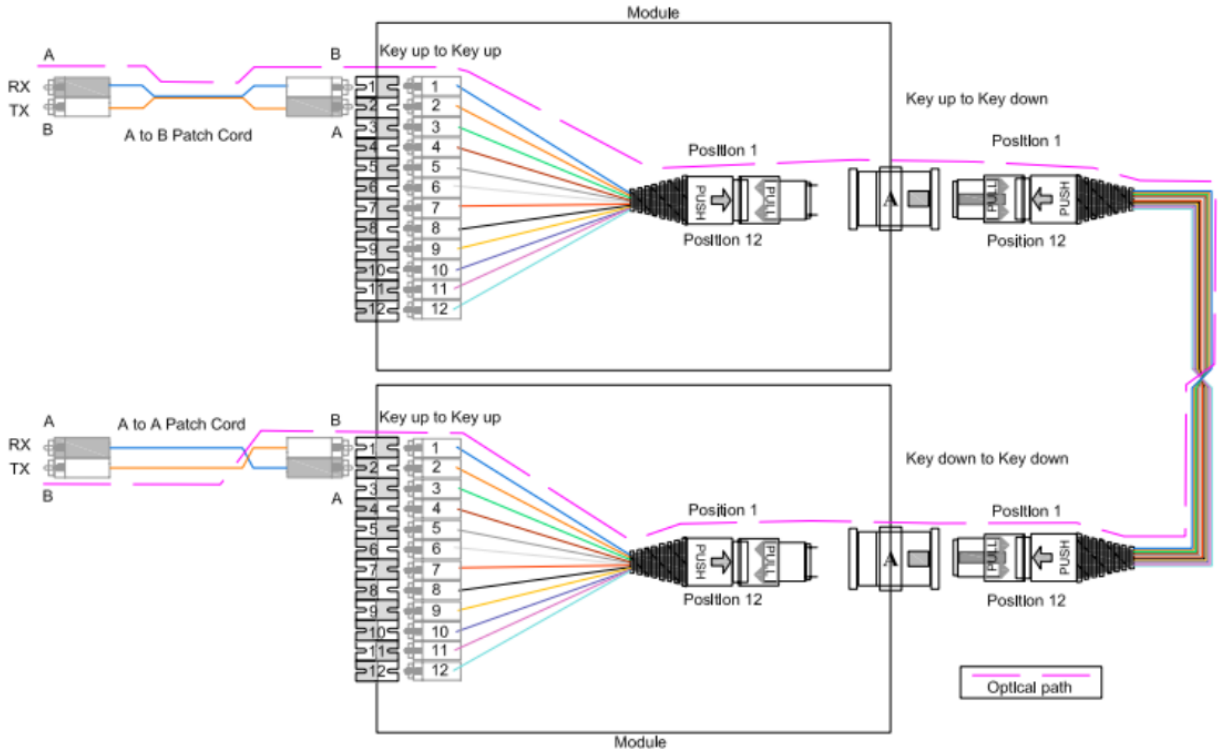 Module
A
B
Key up to Key up
RX
TX
B
A
A to B Patch Cord
1
2
3
4
5
6
7
8
9
10
11
12
1
2
3
4
5
6
7
8
9
10
11
12
Position 1
PUSH
PULL
Position 12
A
Key up to Key down
Position 1
PULL
PUSH
Position 12
A
A to A Patch Cord
B
Key up to Key up
RX
TX
B
A
1
2
3
4
5
6
7
8
9
10
11
12
1
2
3
4
5
6
7
8
9
10
11
12
Position 1
PUSH
PULL
Position 12
A
Key down to Key down
Position 1
PULL
PUSH
Position 12
Optical path
Module